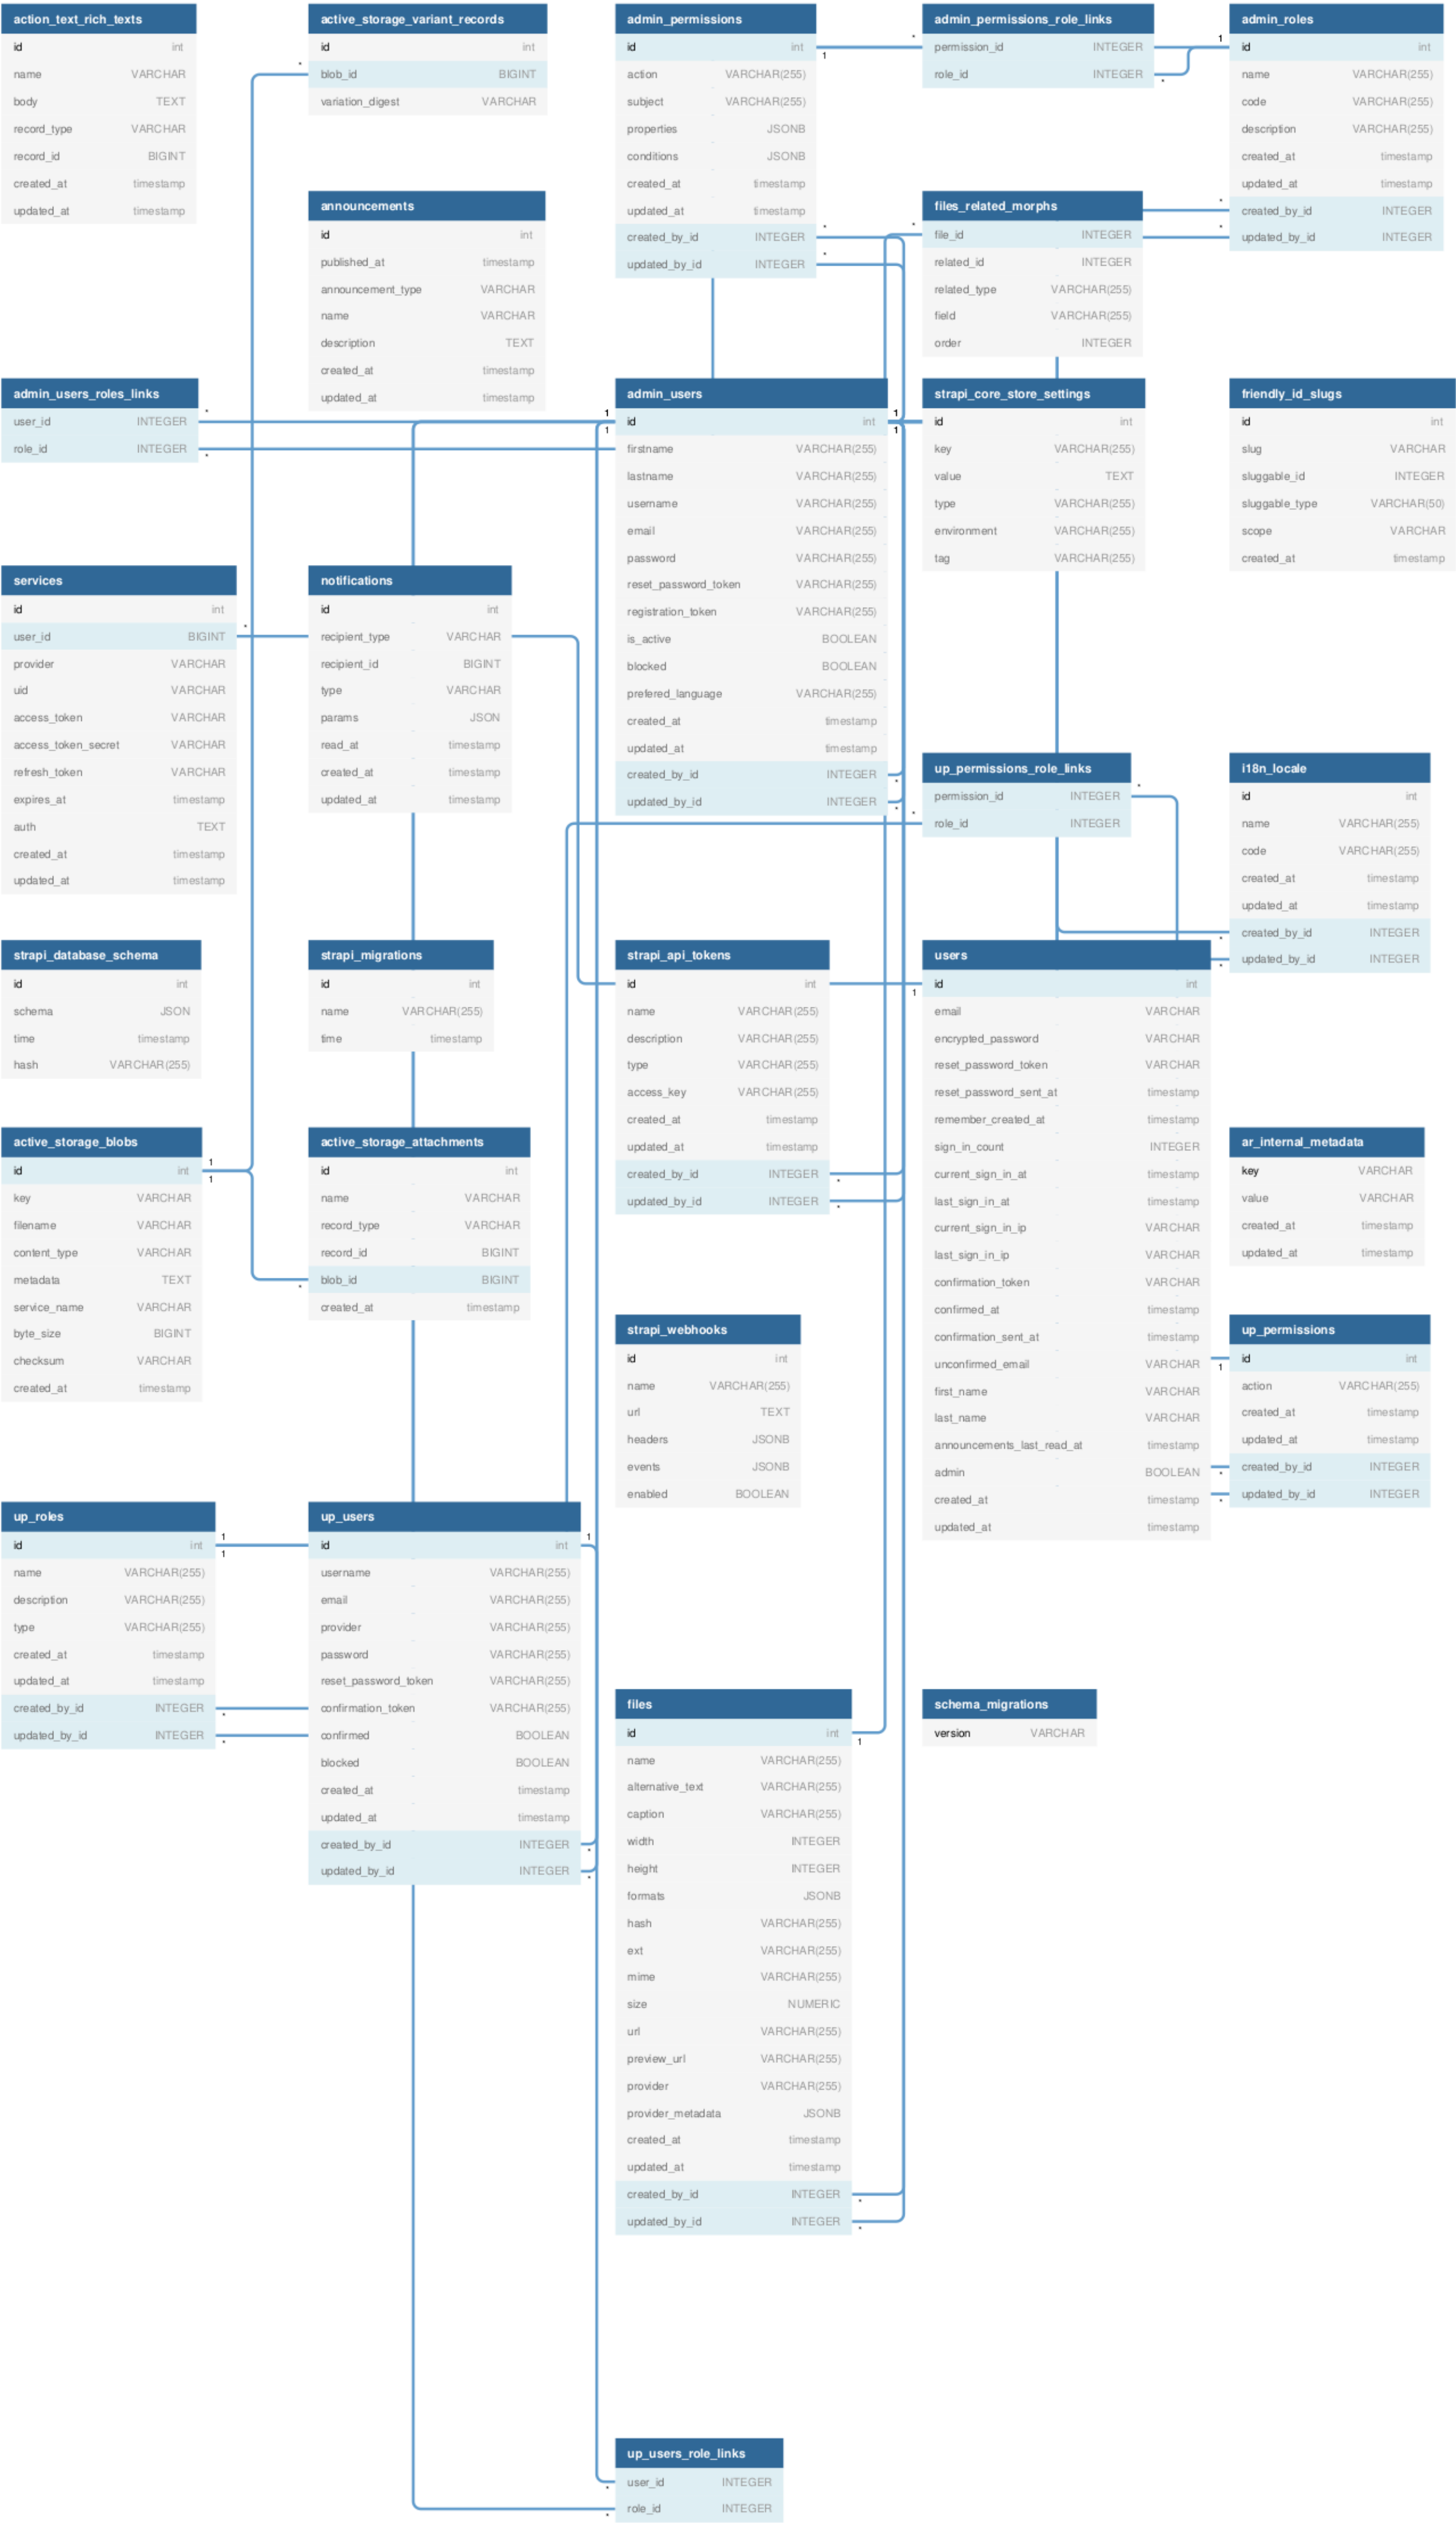 action_text_rich_texts
id int
name VARCHAR
body TEXT
record_type VARCHAR
record_id BIGINT
created_at timestamp
updated_at timestamp
active_storage_variant_records
id int
* blob_id BIGINT
variation_digest VARCHAR
admin_permissions
id int 1
action VARCHAR(255)
subject VARCHAR(255)
properties JSONB
conditions JSONB
created_at timestamp
updated_at timestamp
created_by_id INTEGER *
updated_by_id INTEGER *
admin_permissions_role_links
* permission_id INTEGER
role_id INTEGER *
admin_roles
1 id int
name VARCHAR(255)
code VARCHAR(255)
description VARCHAR(255)
created_at timestamp
updated_at timestamp
* created_by_id INTEGER
* updated_by_id INTEGER
announcements
id int
published_at timestamp
announcement_type VARCHAR
name VARCHAR
description TEXT
created_at timestamp
updated_at timestamp
files_related_morphs
* file_id INTEGER
related_id INTEGER
related_type VARCHAR(255)
field VARCHAR(255)
order INTEGER
admin_users_roles_links
user_id INTEGER *
role_id INTEGER *
admin_users
1 1 id int 1 1
firstname VARCHAR(255)
lastname VARCHAR(255)
username VARCHAR(255)
email VARCHAR(255)
password VARCHAR(255)
reset_password_token VARCHAR(255)
registration_token VARCHAR(255)
is_active BOOLEAN
blocked BOOLEAN
prefered_language VARCHAR(255)
created_at timestamp
updated_at timestamp
created_by_id INTEGER *
updated_by_id INTEGER *
strapi_core_store_settings
id int
key VARCHAR(255)
value TEXT
type VARCHAR(255)
environment VARCHAR(255)
tag VARCHAR(255)
friendly_id_slugs
id int
slug VARCHAR
sluggable_id INTEGER
sluggable_type VARCHAR(50)
scope VARCHAR
created_at timestamp
services
id int
user_id BIGINT *
provider VARCHAR
uid VARCHAR
access_token VARCHAR
access_token_secret VARCHAR
refresh_token VARCHAR
expires_at timestamp
auth TEXT
created_at timestamp
updated_at timestamp
notifications
id int
recipient_type VARCHAR
recipient_id BIGINT
type VARCHAR
params JSON
read_at timestamp
created_at timestamp
updated_at timestamp
up_permissions_role_links
permission_id INTEGER *
* role_id INTEGER
i18n_locale
id int
name VARCHAR(255)
code VARCHAR(255)
created_at timestamp
updated_at timestamp
* created_by_id INTEGER
* updated_by_id INTEGER
strapi_database_schema
id int
schema JSON
time timestamp
hash VARCHAR(255)
strapi_migrations
id int
name VARCHAR(255)
time timestamp
strapi_api_tokens
id int
name VARCHAR(255)
description VARCHAR(255)
type VARCHAR(255)
access_key VARCHAR(255)
created_at timestamp
updated_at timestamp
created_by_id INTEGER *
updated_by_id INTEGER *
users
1 id int
email VARCHAR
encrypted_password VARCHAR
reset_password_token VARCHAR
reset_password_sent_at timestamp
remember_created_at timestamp
sign_in_count INTEGER
current_sign_in_at timestamp
last_sign_in_at timestamp
current_sign_in_ip VARCHAR
last_sign_in_ip VARCHAR
confirmation_token VARCHAR
confirmed_at timestamp
confirmation_sent_at timestamp
unconfirmed_email VARCHAR
first_name VARCHAR
last_name VARCHAR
announcements_last_read_at timestamp
admin BOOLEAN
created_at timestamp
updated_at timestamp
active_storage_blobs
id int 1 1
key VARCHAR
filename VARCHAR
content_type VARCHAR
metadata TEXT
service_name VARCHAR
byte_size BIGINT
checksum VARCHAR
created_at timestamp
active_storage_attachments
id int
name VARCHAR
record_type VARCHAR
record_id BIGINT
* blob_id BIGINT
created_at timestamp
ar_internal_metadata
key VARCHAR
value VARCHAR
created_at timestamp
updated_at timestamp
strapi_webhooks
id int
name VARCHAR(255)
url TEXT
headers JSONB
events JSONB
enabled BOOLEAN
up_permissions
1 id int
action VARCHAR(255)
created_at timestamp
updated_at timestamp
* created_by_id INTEGER
* updated_by_id INTEGER
up_roles
id int 1 1
name VARCHAR(255)
description VARCHAR(255)
type VARCHAR(255)
created_at timestamp
updated_at timestamp
created_by_id INTEGER *
updated_by_id INTEGER *
up_users
id int 1
username VARCHAR(255)
email VARCHAR(255)
provider VARCHAR(255)
password VARCHAR(255)
reset_password_token VARCHAR(255)
confirmation_token VARCHAR(255)
confirmed BOOLEAN
blocked BOOLEAN
created_at timestamp
updated_at timestamp
created_by_id INTEGER *
updated_by_id INTEGER *
files
id int 1
name VARCHAR(255)
alternative_text VARCHAR(255)
caption VARCHAR(255)
width INTEGER
height INTEGER
formats JSONB
hash VARCHAR(255)
ext VARCHAR(255)
mime VARCHAR(255)
size NUMERIC
url VARCHAR(255)
preview_url VARCHAR(255)
provider VARCHAR(255)
provider_metadata JSONB
created_at timestamp
updated_at timestamp
created_by_id INTEGER *
updated_by_id INTEGER *
schema_migrations
version VARCHAR
up_users_role_links
* user_id INTEGER
* role_id INTEGER